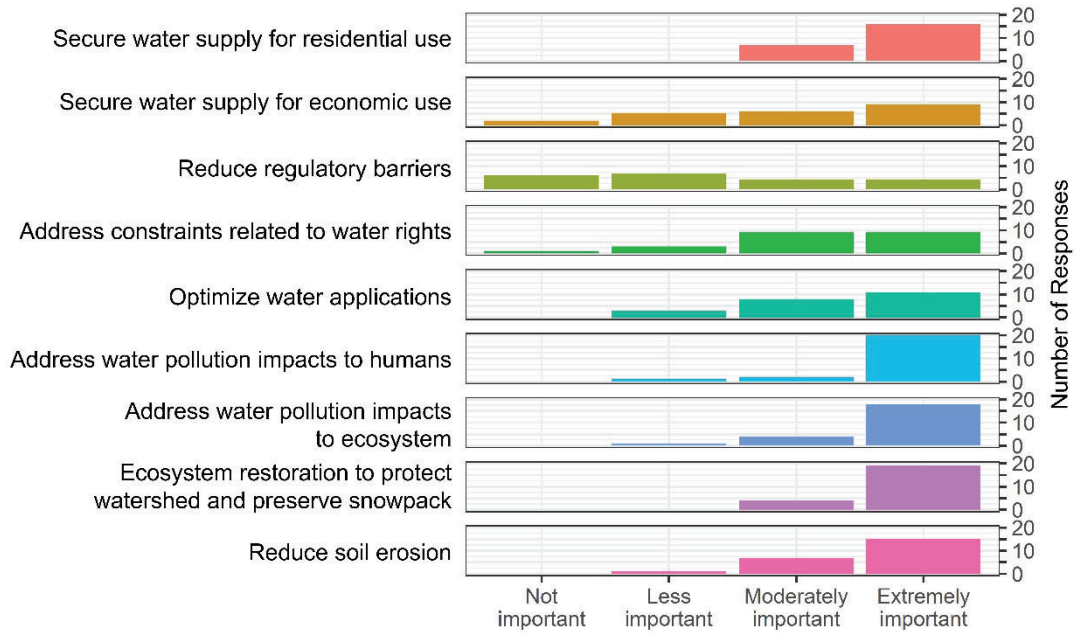 Secure water supply for residential use
20
10
0
Secure water supply for economic use
20
10
0
Reduce regulatory barriers
20
10
0
Address constraints related to water rights
20
10
0
Optimize water applications
20
10
0
Address water pollution impacts to humans
20
10
0
Address water pollution impacts
to ecosystem
20
10
0
Ecosystem restoration to protect
watershed and preserve snowpack
20
10
0
Reduce soil erosion
20
10
0
Number of Responses
Not
important
Less
important
Moderately
important
Extremely
important